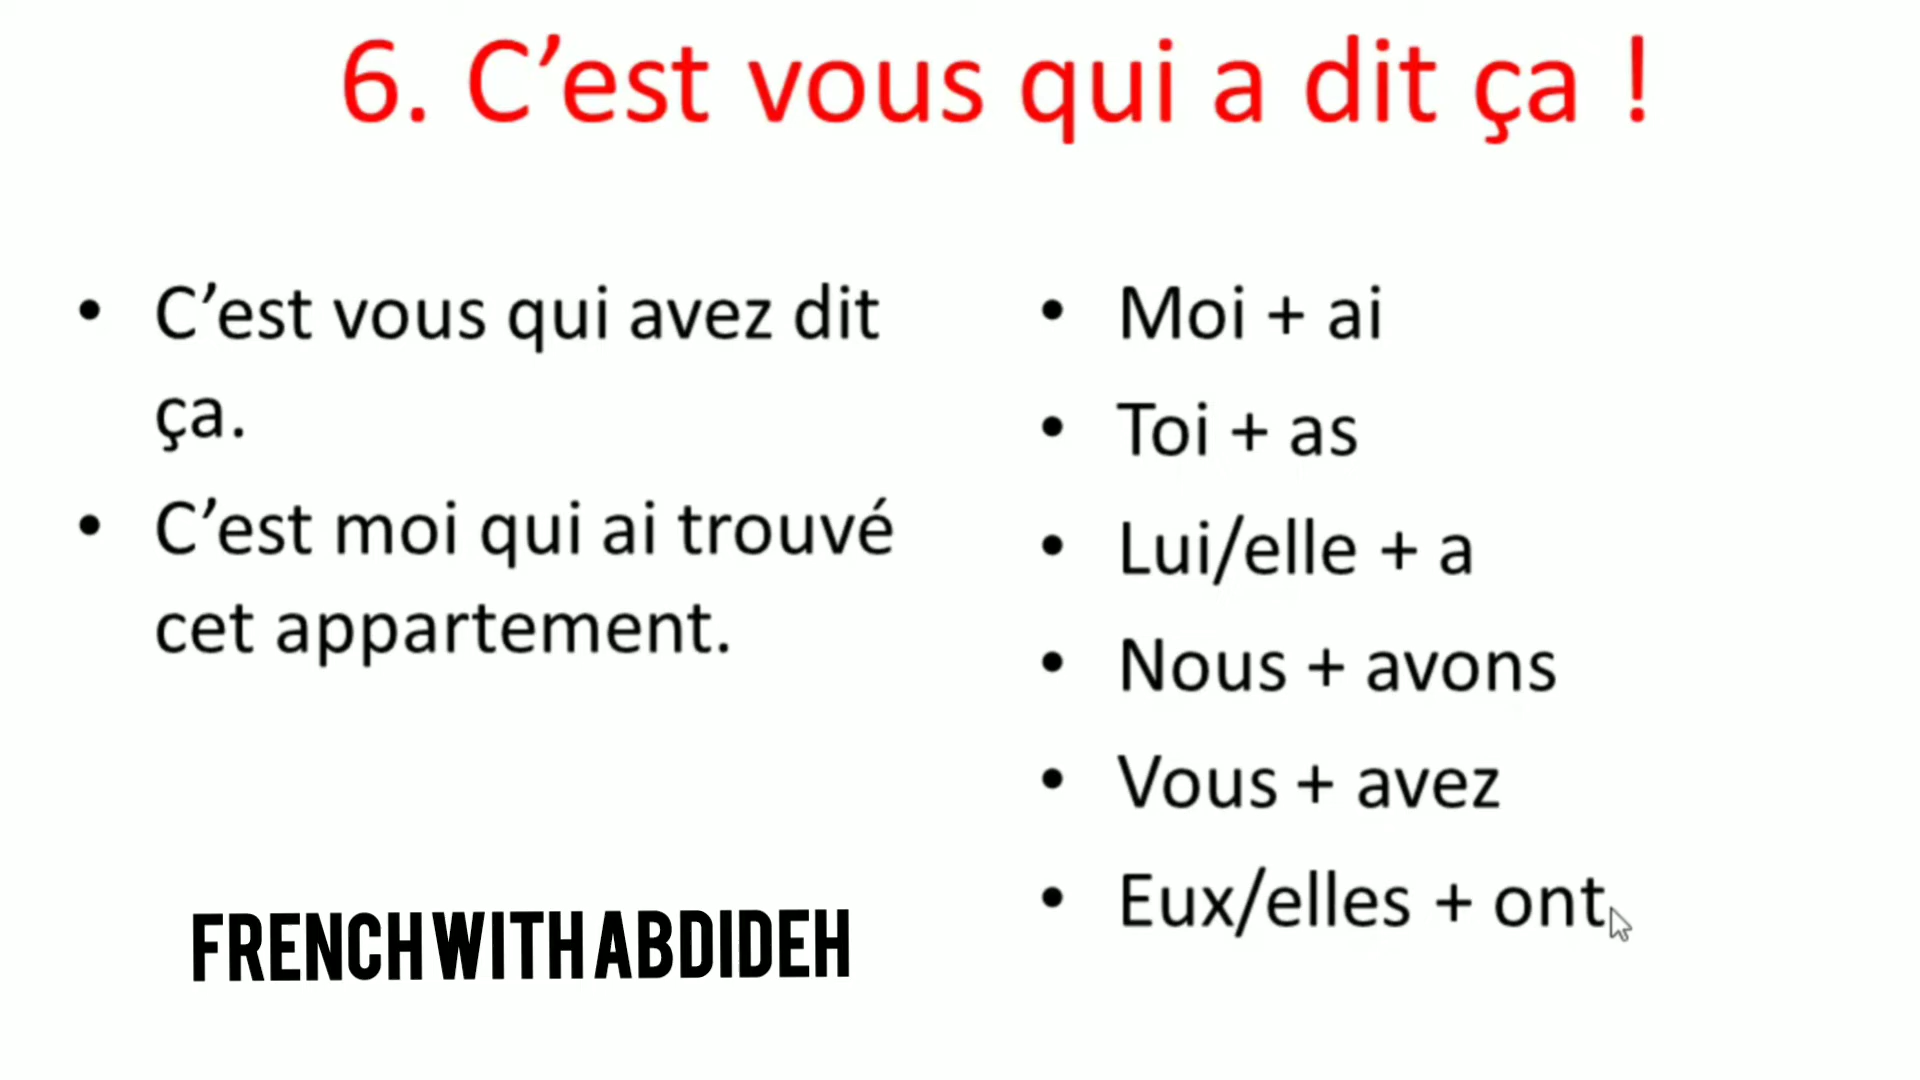 6. C’est vous qui a dit ça !
• C’est vous qui avez dit
ça.
• C’est moi qui ai trouvé
cet appartement.
• Moi + ai
• Toi + as
• Lui/elle + a
• Nous + avons
• Vous + avez
• Eux/elles + ont
FRENCH WITH ABDIDEH